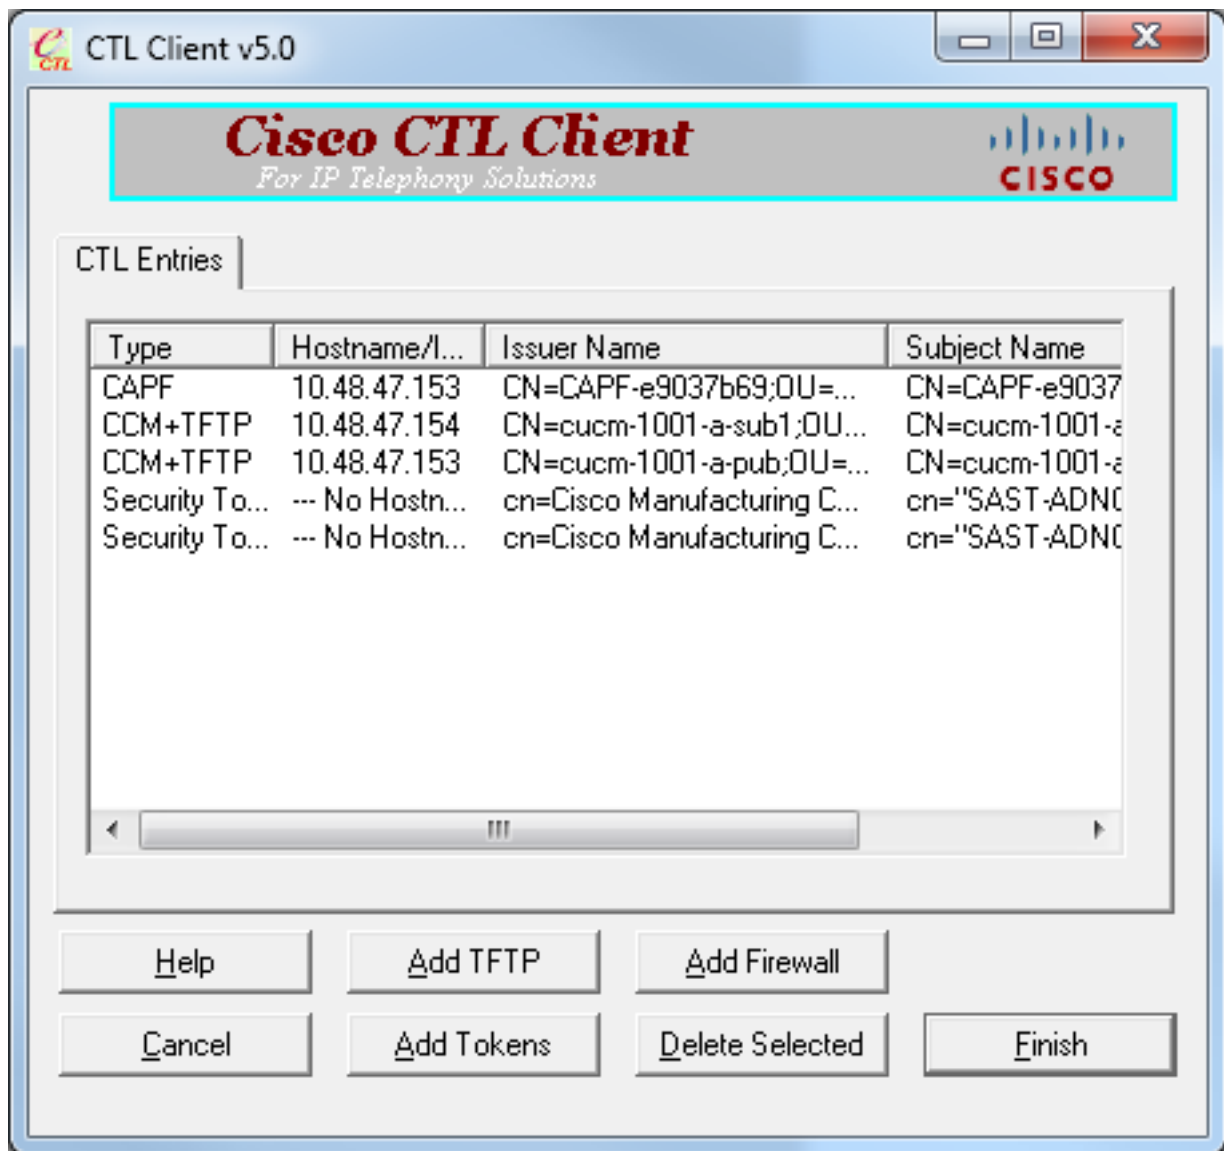 CTL Client v5.0
Cisco CTL Client
For IP Telephony Solutions
CISCO
CTL Entries
Type Hostname/I... Issuer Name Subject Name
CAPF 10.48.47.153 CN=CAPF-e9037b69;OU=... CN=CAPF-e9037
CCM+TFTP 10.48.47.154 CN=cucm-1001-a-sub1;OU... CN=cucm-1001-a
CCM+TFTP 10.48.47.153 CN=cucm-1001-a-pub;OU=... CN=cucm-1001-a
Security To... --- No Hostn... cn=Cisco Manufacturing C... cn="SAST-ADN0
Security To... --- No Hostn... cn=Cisco Manufacturing C... cn="SAST-ADN0
Help Add TFTP Add Firewall
Cancel Add Tokens Delete Selected Finish